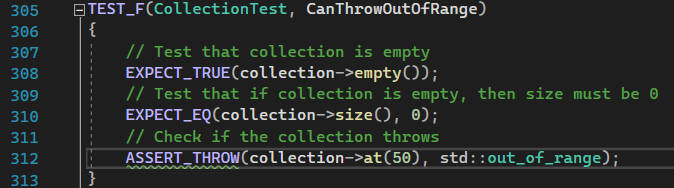 305 TEST_F(CollectionTest, CanThrowOutOfRange)
306 {
307 // Test that collection is empty
308 EXPECT_TRUE(collection->empty());
309 // Test that if collection is empty, then size must be 0
310 EXPECT_EQ(collection->size(), 0);
311 // Check if the collection throws
312 ASSERT_THROW(collection->at(50), std::out_of_range);
313 }